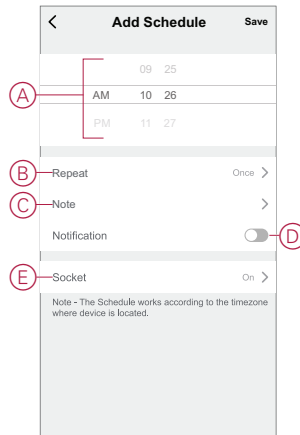 Add Schedule Save
09 25
A AM 10 26
PM 11 27
B Repeat Once
C Note
Notification D
E Socket On
Note - The Schedule works according to the timezone
where device is located.